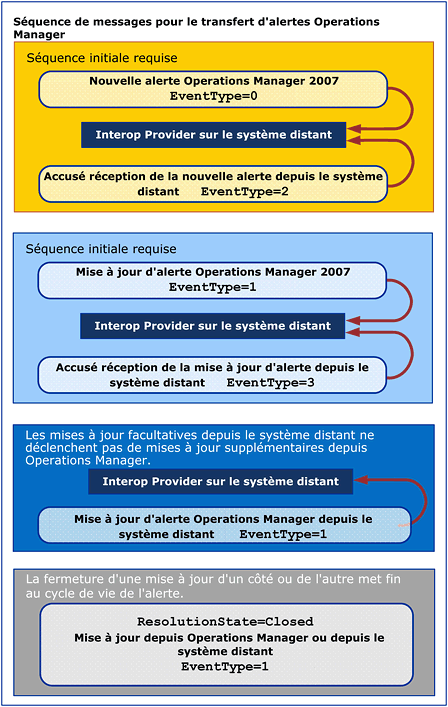 Séquence de messages pour le transfert d'alertes Operations
Manager
Séquence initiale requise
Nouvelle alerte Operations Manager 2007
EventType=0
Interop Provider sur le système distant
Accusé réception de la nouvelle alerte depuis le système
distant EventType=2
Séquence initiale requise
Mise à jour d'alerte Operations Manager 2007
EventType=1
Interop Provider sur le système distant
Accusé réception de la mise à jour d'alerte depuis le
système distant EventType=3
Les mises à jour facultatives depuis le système distant ne
déclenchent pas de mises à jour supplémentaires depuis
Operations Manager.
Interop Provider sur le système distant
Mise à jour d'alerte Operations Manager depuis le
système distant EventType=1
La fermeture d'une mise à jour d'un côté ou de l'autre met fin
au cycle de vie de l'alerte.
ResolutionState=Closed
Mise à jour depuis Operations Manager ou depuis le
système distant
EventType=1